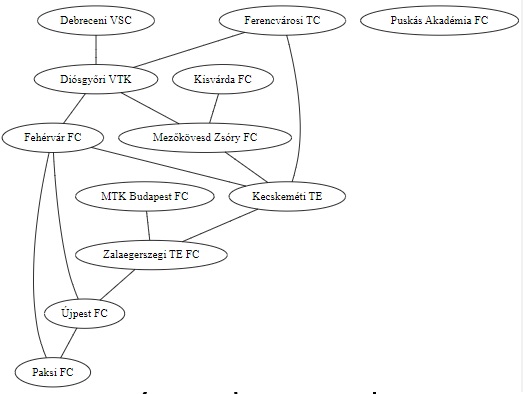 Debreceni VSC
Ferencvárosi TC
Puskás Akadémia FC
Diósgyőri VTK
Kisvárda FC
Fehérvár FC
Mezőkövesd Zsóry FC
MTK Budapest FC
Kecskeméti TE
Zalaegerszegi TE FC
Újpest FC
Paksi FC